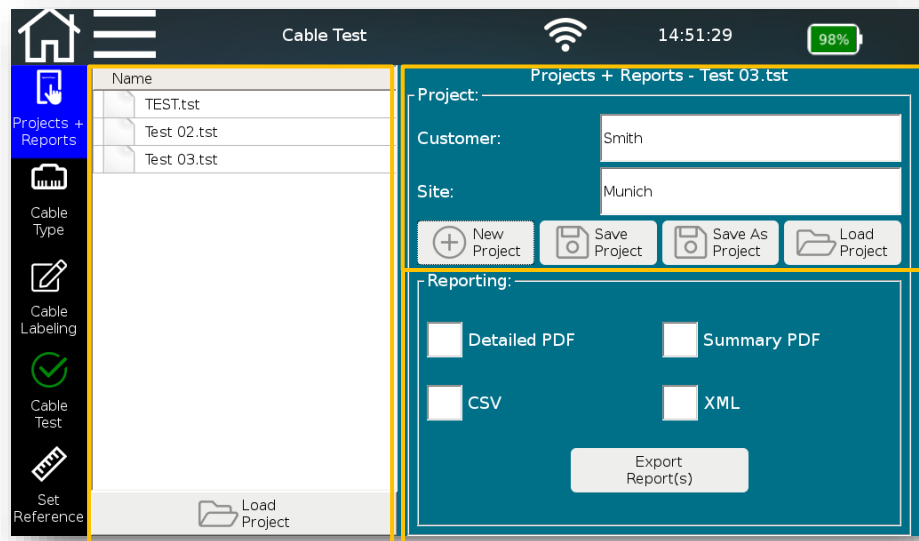 Cable Test
14:51:29
98%
Projects +
Reports
Cable
Type
Cable
Labeling
Cable
Test
Set
Reference
Name
TEST.tst
Test 02.tst
Test 03.tst
Load
Project
Projects + Reports - Test 03.tst
Project:
Customer:
Smith
Site:
Munich
New
Project
Save
Project
Save As
Project
Load
Project
Reporting:
Detailed PDF
Summary PDF
CSV
XML
Export
Report(s)